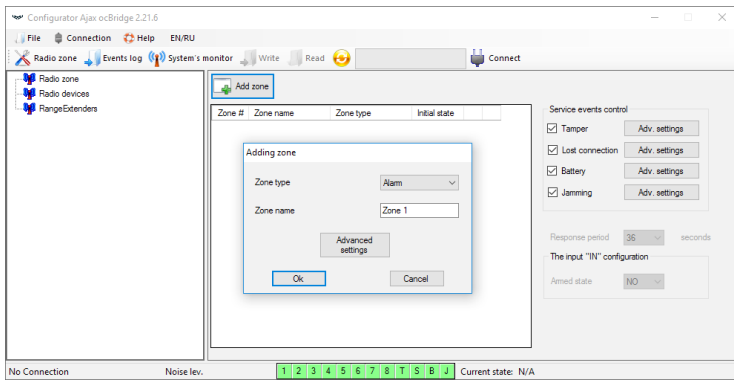 Configurator Ajax ocBridge 2.21.6
File Connection Help EN/RU
Radio zone Events log System's monitor Write Read Connect
Radio zone
Radio devices
RangeExtenders
Add zone
Zone # Zone name Zone type Initial state
Adding zone
Zone type Alarm
Zone name Zone 1
Advanced
settings
Ok Cancel
Service events control
Tamper Adv. settings
Lost connection Adv. settings
Battery Adv. settings
Jamming Adv. settings
Response period 36 seconds
The input "IN" configuration
Armed state NO
No Connection Noise lev. 1 2 3 4 5 6 7 8 T S B J Current state: N/A